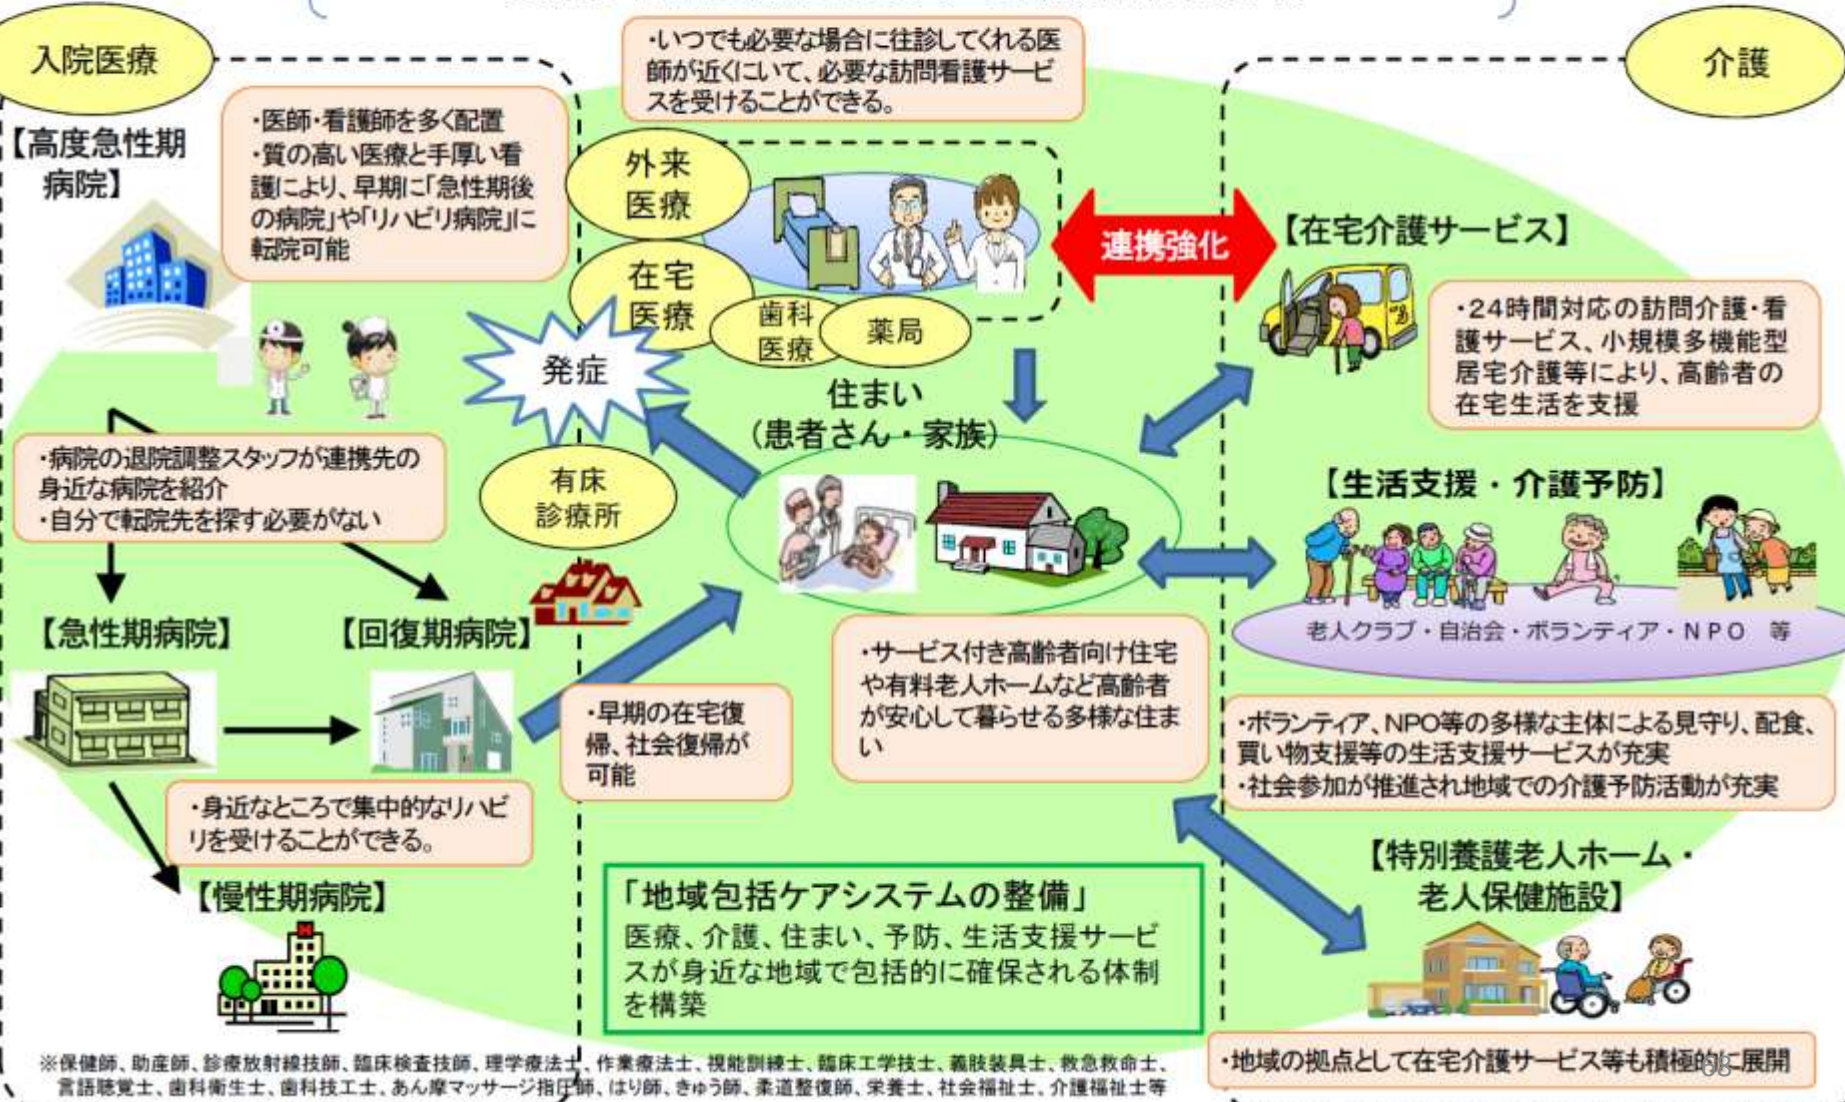 入院医療
【高度急性期
病院】
・医師・看護師を多く配置
・質の高い医療と手厚い看
護により、早期に「急性期後
の病院」や「リハビリ病院」に
転院可能
・いつでも必要な場合に往診してくれる医
師が近くにいて、必要な訪問看護サービ
スを受けることができる。
外来
医療
在宅
医療
歯科
医療
薬局
連携強化
介護
【在宅介護サービス】
・24時間対応の訪問介護・看
護サービス、小規模多機能型
居宅介護等により、高齢者の
在宅生活を支援
発症
住まい
(患者さん・家族)
・病院の退院調整スタッフが連携先の
身近な病院を紹介
・自分で転院先を探す必要がない
有床
診療所
【生活支援・介護予防】
老人クラブ・自治会・ボランティア・NPO 等
【急性期病院】
【回復期病院】
・早期の在宅復
帰、社会復帰が
可能
・サービス付き高齢者向け住宅
や有料老人ホームなど高齢者
が安心して暮らせる多様な住ま
い
・ボランティア、NPO等の多様な主体による見守り、配食、
買い物支援等の生活支援サービスが充実
・社会参加が推進され地域での介護予防活動が充実
・身近なところで集中的なリハビ
リを受けることができる。
【慢性期病院】
H
「地域包括ケアシステムの整備」
医療、介護、住まい、予防、生活支援サービ
スが身近な地域で包括的に確保される体制
を構築
【特別養護老人ホーム・
老人保健施設】
・地域の拠点として在宅介護サービス等も積極的に展開
※保健師、助産師、診療放射線技師、臨床検査技師、理学療法士、作業療法士、視能訓練士、臨床工学技士、義肢装具士、救急救命士、
言語聴覚士、歯科衛生士、歯科技工士、あん摩マッサージ指圧師、はり師、きゅう師、柔道整復師、栄養士、社会福祉士、介護福祉士等